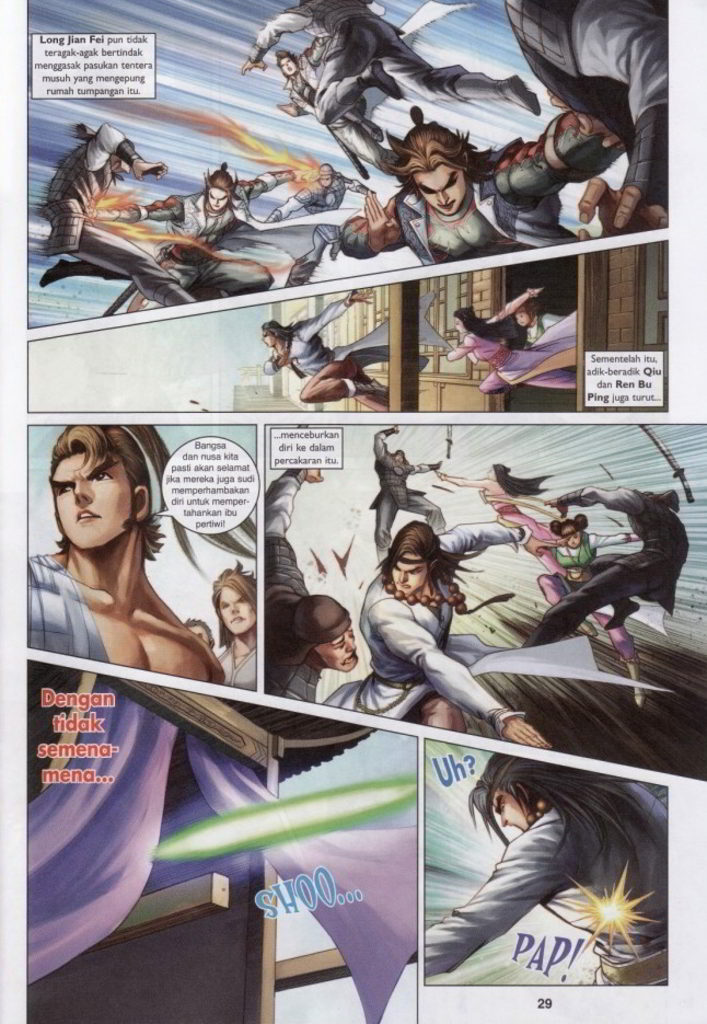 Long Jian Fei pun tidak
teragak-agak bertindak
menggasak pasukan tentera
musuh yang mengepung
rumah tumpangan itu.
Sementelah itu,
adik-beradik Qiu
dan Ren Bu
Ping juga turut...
Bangsa
dan nusa kita
pasti akan selamat
jika mereka sudi
memperhambakan
diri untuk memper-
tahankan ibu
pertiwi!
...menceburkan
diri ke dalam
percakaran itu.
Dengan
tidak
semena-
mena...
SHOO...
Uh?
PAP!
29